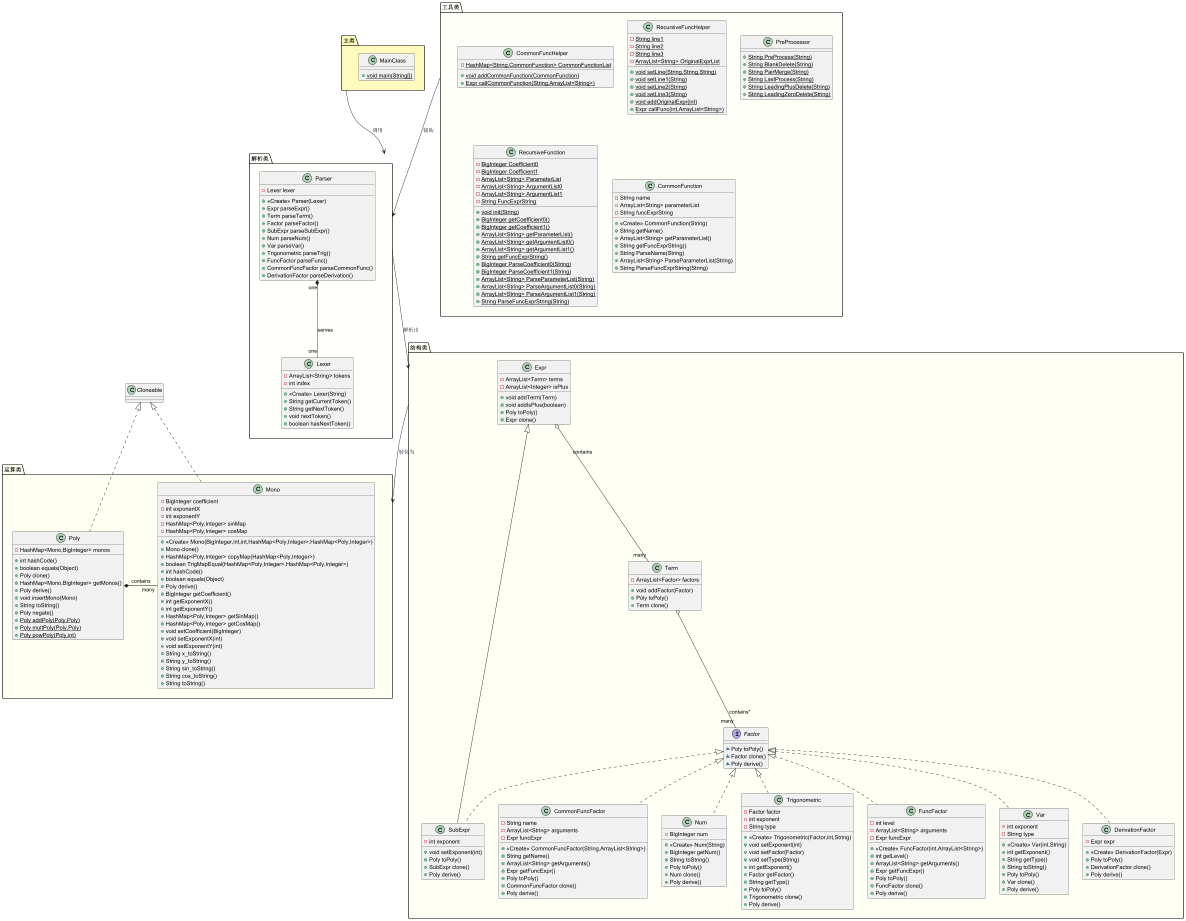 主类
C MainClass
void main(String[])
调用
工具类
C CommonFuncHelper
HashMap<String,CommonFunction> CommonFunctionList
void addCommonFunction(CommonFunction)
Expr callCommonFunction(String,ArrayList<String>)
C RecursiveFuncHelper
String line1
String line2
String line3
ArrayList<String> OriginalExprList
void setLine(String,String,String)
void setLine1(String)
void setLine2(String)
void setLine3(String)
void addOriginalExpr(int)
Expr callFunc(int,ArrayList<String>)
C PreProcessor
String PreProcess(String)
String BlankDelete(String)
String PairMerge(String)
String LastProcess(String)
String LeadingPlusDelete(String)
String LeadingZeroDelete(String)
C RecursiveFunction
BigInteger Coefficient0
BigInteger Coefficient1
ArrayList<String> ParameterList
ArrayList<String> ArgumentList0
ArrayList<String> ArgumentList1
String FuncExprString
void init(String)
BigInteger getCoefficient0()
BigInteger getCoefficient1()
ArrayList<String> getParameterList()
ArrayList<String> getArgumentList0()
ArrayList<String> getArgumentList1()
String getFuncExprString()
BigInteger ParseCoefficient0(String)
BigInteger ParseCoefficient1(String)
ArrayList<String> ParseParameterList(String)
ArrayList<String> ParseArgumentList0(String)
ArrayList<String> ParseArgumentList1(String)
String ParseFuncExprString(String)
C CommonFunction
String name
ArrayList<String> parameterList
String funcExprString
<<Create>> CommonFunction(String)
String getName()
ArrayList<String> getParameterList()
String getFuncExprString()
String ParseName(String)
ArrayList<String> ParseParameterList(String)
String ParseFuncExprString(String)
辅助
解析类
C Parser
Lexer lexer
<<Create>> Parser(Lexer)
Expr parseExpr()
Term parseTerm()
Factor parseFactor()
SubExpr parseSubExpr()
Num parseNum()
Var parseVar()
Trigonometric parseTrig()
FuncFactor parseFunc()
CommonFuncFactor parseCommonFunc()
DerivationFactor parseDerivation()
one
serves
one
C Lexer
ArrayList<String> tokens
int index
<<Create>> Lexer(String)
String getCurrentToken()
String getNextToken()
void nextToken()
boolean hasNextToken()
解析出
转化为
C Cloneable
运算类
C Poly
HashMap<Mono,BigInteger> monos
int hashCode()
boolean equals(Object)
Poly clone()
HashMap<Mono,BigInteger> getMonos()
Poly derive()
void insertMono(Mono)
String toString()
Poly negate()
Poly addPoly(Poly,Poly)
Poly multPoly(Poly,Poly)
Poly powPoly(Poly,int)
contains
many
C Mono
BigInteger coefficient
int exponentX
int exponentY
HashMap<Poly,Integer> sinMap
HashMap<Poly,Integer> cosMap
<<Create>> Mono(BigInteger,int,int,HashMap<Poly,Integer>,HashMap<Poly,Integer>)
Mono clone()
HashMap<Poly,Integer> copyMap(HashMap<Poly,Integer>)
boolean TrigMapEqual(HashMap<Poly,Integer>,HashMap<Poly,Integer>)
int hashCode()
boolean equals(Object)
Poly derive()
BigInteger getCoefficient()
int getExponentX()
int getExponentY()
HashMap<Poly,Integer> getSinMap()
HashMap<Poly,Integer> getCosMap()
void setCoefficient(BigInteger)
void setExponentX(int)
void setExponentY(int)
String x_toString()
String y_toString()
String sin_toString()
String cos_toString()
String toString()
结构类
C Expr
ArrayList<Term> terms
ArrayList<Integer> isPlus
void addTerm(Term)
void addIsPlus(boolean)
Poly toPoly()
Expr clone()
contains
many
C Term
ArrayList<Factor> factors
void addFactor(Factor)
Poly toPoly()
Term clone()
contains"
many
I Factor
Poly toPoly()
Factor clone()
Poly derive()
C SubExpr
int exponent
void setExponent(int)
Poly toPoly()
SubExpr clone()
Poly derive()
C CommonFuncFactor
String name
ArrayList<String> arguments
Expr funcExpr
<<Create>> CommonFuncFactor(String,ArrayList<String>)
String getName()
ArrayList<String> getArguments()
Expr getFuncExpr()
Poly toPoly()
CommonFuncFactor clone()
Poly derive()
C Num
BigInteger num
<<Create>> Num(String)
BigInteger getNum()
String toString()
Poly toPoly()
Num clone()
Poly derive()
C Trigonometric
Factor factor
int exponent
String type
<<Create>> Trigonometric(Factor,int,String)
void setExponent(int)
void setFactor(Factor)
void setType(String)
int getExponent()
Factor getFactor()
String getType()
Poly toPoly()
Trigonometric clone()
Poly derive()
C FuncFactor
int level
ArrayList<String> arguments
Expr funcExpr
<<Create>> FuncFactor(int,ArrayList<String>)
int getLevel()
ArrayList<String> getArguments()
Expr getFuncExpr()
Poly toPoly()
FuncFactor clone()
Poly derive()
C Var
int exponent
String type
<<Create>> Var(int,String)
int getExponent()
String getType()
String toString()
Poly toPoly()
Var clone()
Poly derive()
C DerivationFactor
Expr expr
<<Create>> DerivationFactor(Expr)
Poly toPoly()
DerivationFactor clone()
Poly derive()